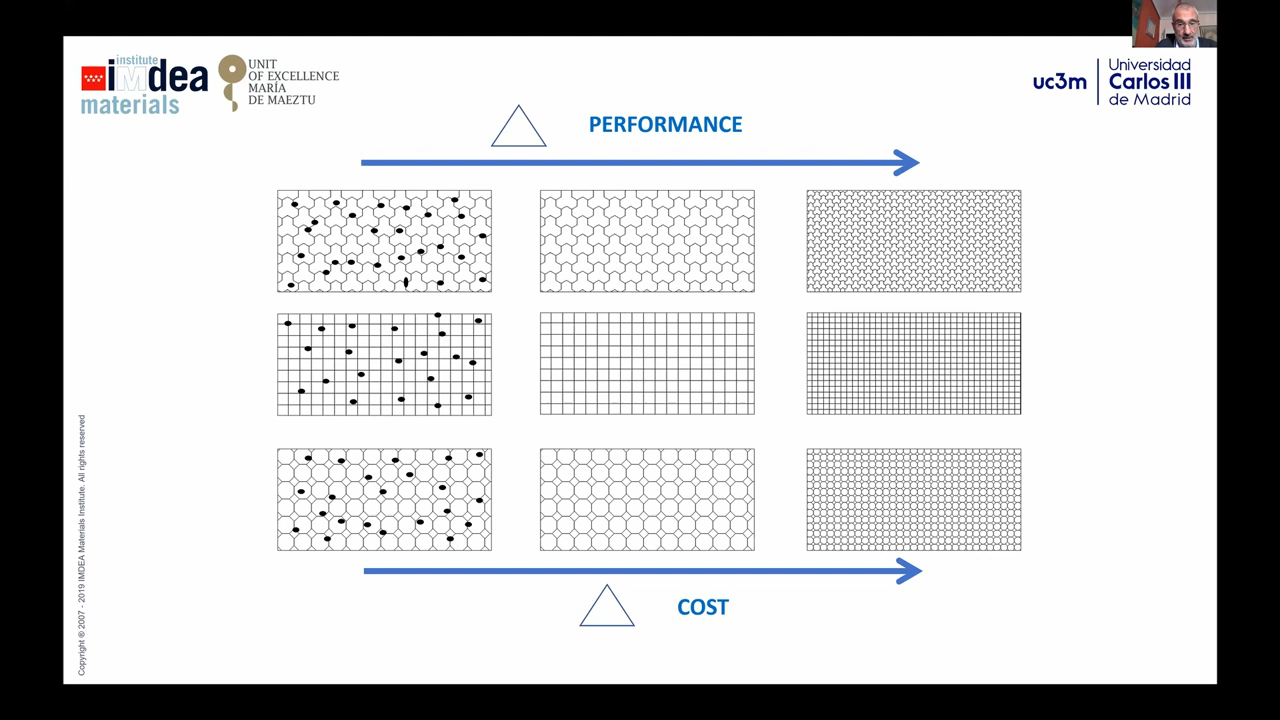 institute
iMdea
materials
UNIT
OF EXCELLENCE
MARÍA
DE MAEZTU
uc3m
Universidad
Carlos III
de Madrid
PERFORMANCE
COST
Copyright ® 2007 - 2019 IMDEA Materials Institute. All rights reserved